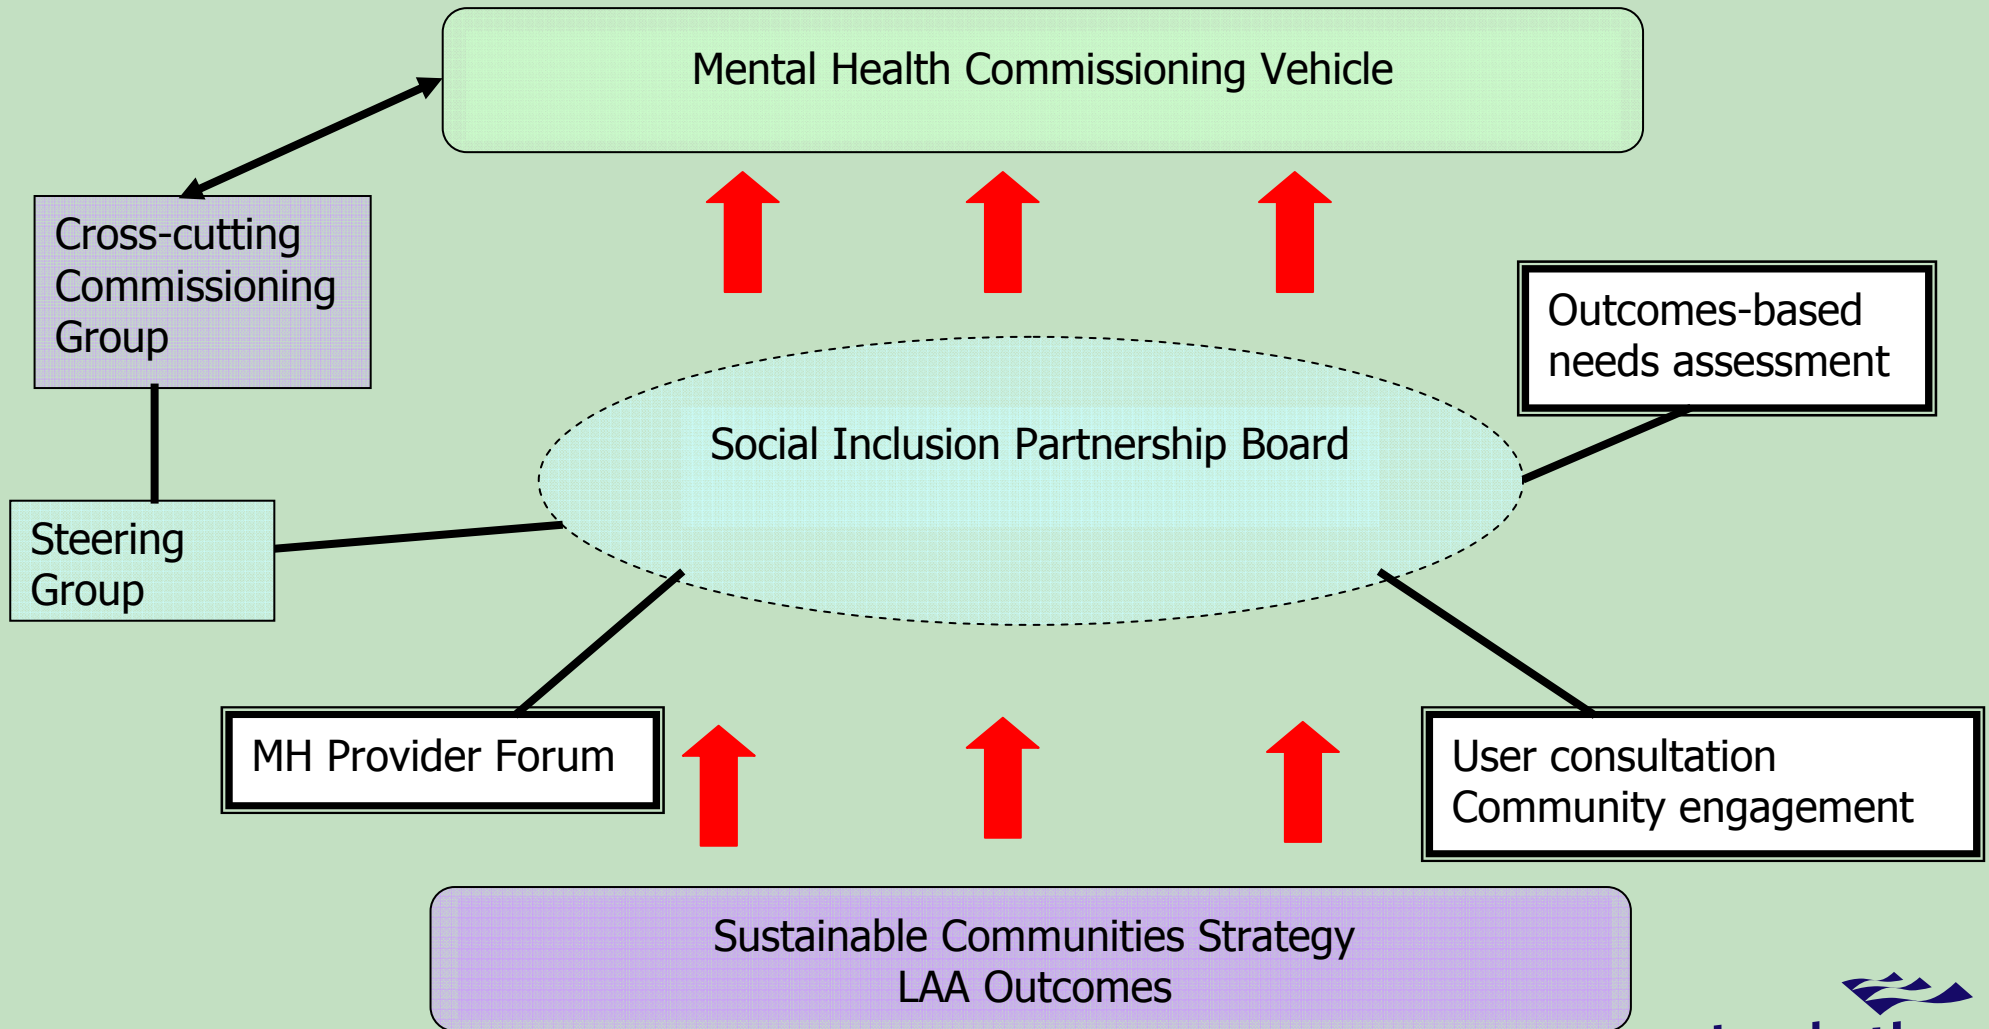 Mental Health Commissioning Vehicle
Cross-cutting
Commissioning
Group
Outcomes-based
needs assessment
Social Inclusion Partnership Board
Steering
Group
MH Provider Forum
User consultation
Community engagement
Sustainable Communities Strategy
LAA Outcomes